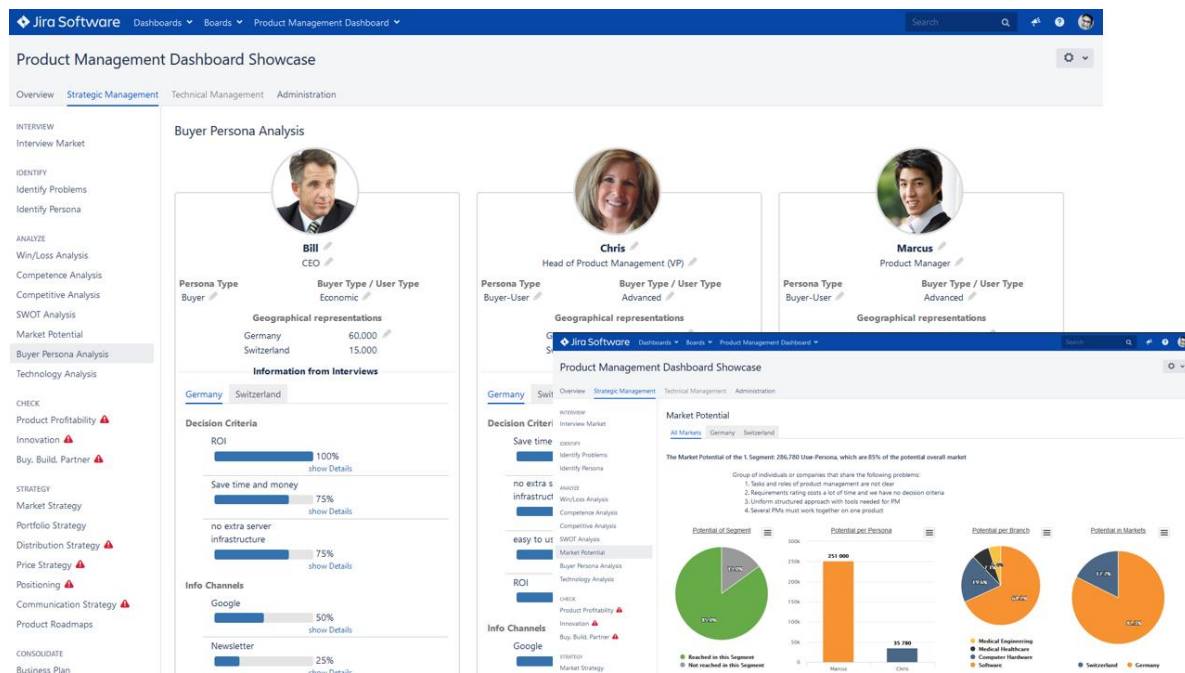 Jira Software Dashboards Boards Product Management Dashboard Search
Product Management Dashboard Showcase
Overview Strategic Management Technical Management Administration
INTERVIEW
Interview Market
IDENTIFY
Identify Problems
Identify Persona
ANALYZE
Win/Loss Analysis
Competence Analysis
Competitive Analysis
SWOT Analysis
Market Potential
Buyer Persona Analysis
Technology Analysis
CHECK
Product Profitability
Innovation
Buy, Build, Partner
STRATEGY
Market Strategy
Portfolio Strategy
Distribution Strategy
Price Strategy
Positioning
Communication Strategy
Product Roadmaps
CONSOLIDATE
Business Plan
Buyer Persona Analysis
Bill
CEO
Persona Type Buyer Type / User Type
Buyer Economic
Geographical representations
Germany 60,000
Switzerland 15,000
Information from Interviews
Germany Switzerland
Decision Criteria
ROI
100%
show Details
Save time and money
75%
show Details
no extra server
infrastructure
75%
show Details
Info Channels
Google
50%
show Details
Newsletter
25%
show Details
Chris
Head of Product Management (VP)
Persona Type Buyer Type / User Type
Buyer-User Advanced
Geographical representations
Germany Swit
Decision Criteri
Save time
no extra s
infrastruct
easy to us
ROI
Info Channels
Google
Marcus
Product Manager
Persona Type Buyer Type / User Type
Buyer-User Advanced
Geographical representations
Jira Software Dashboards Boards Product Management Dashboard Search
Product Management Dashboard Showcase
Overview Strategic Management Technical Management Administration
INTERVIEW
Interview Market
IDENTIFY
Identify Problems
Identify Persona
ANALYZE
Win/Loss Analysis
Competence Analysis
Competitive Analysis
SWOT Analysis
Market Potential
Buyer Persona Analysis
Technology Analysis
CHECK
Product Profitability
Innovation
Buy, Build, Partner
STRATEGY
Market Strategy
Market Potential
All Markets Germany Switzerland
The Market Potential of the 1.Segment: 286,780 User-Persona, which are 85% of the potential overall market
Group of individuals or companies that share the following problems:
1. Tasks and roles of product management are not clear
2. Requirements rating costs a lot of time and we have no decision criteria
3. Uniform structured approach with tools needed for PM
4. Several PMs must work together on one product
Potential of Segment
Reached in this Segment
Not reached in this Segment
Potential per Persona
300k
250k
200k
150k
100k
50k
0
251 000
35 780
Marcus Chris
Potential per Branch
Medical Engineering
Medical Healthcare
Computer Hardware
Software
Potential in Markets
Switzerland Germany